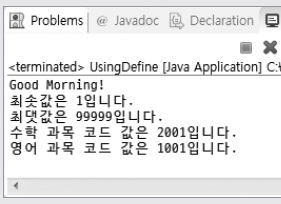 Problems @ Javadoc Declaration
<terminated> UsingDefine [Java Application] C:\
Good Morning!
최솟값은 1입니다.
최댓값은 99999입니다.
수학 과목 코드 값은 2001입니다.
영어 과목 코드 값은 1001입니다.